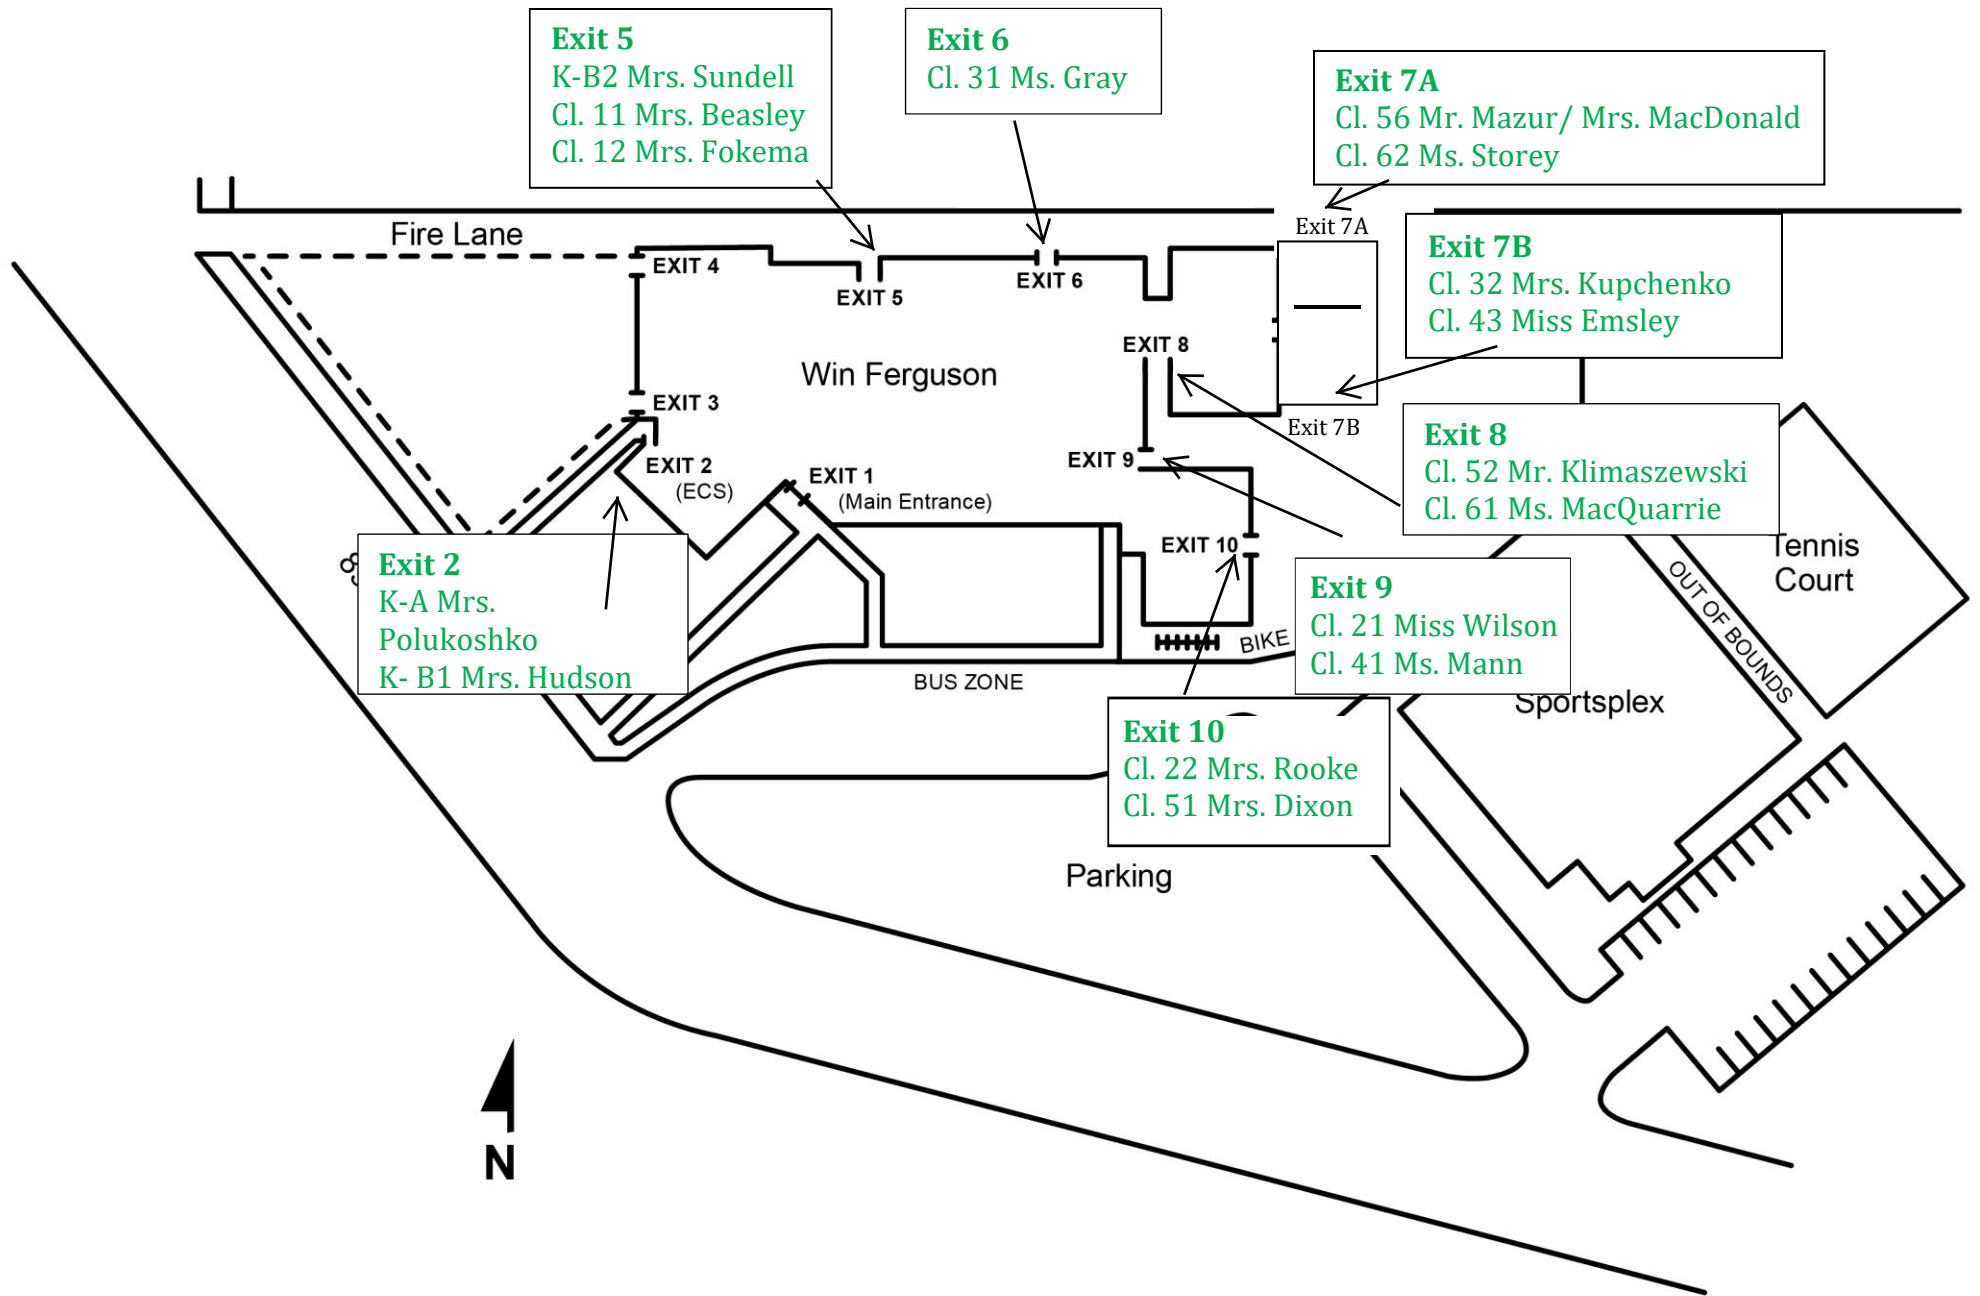 Exit 5
K-B2 Mrs. Sundell
Cl. 11 Mrs. Beasley
Cl. 12 Mrs. Fokema
Exit 6
Cl. 31 Ms. Gray
Exit 7A
Cl. 56 Mr. Mazur/ Mrs. MacDonald
Cl. 62 Ms. Storey
Fire Lane
Exit 7A
Exit 7B
Cl. 32 Mrs. Kupchenko
Cl. 43 Miss Emsley
EXIT 4
EXIT 5
EXIT 6
EXIT 8
Win Ferguson
EXIT 3
Exit 7B
EXIT 9
EXIT 2
(ECS)
EXIT 1
(Main Entrance)
Exit 8
Cl. 52 Mr. Klimaszewski
Cl. 61 Ms. MacQuarrie
EXIT 10
Tennis
Court
OUT OF BOUNDS
Exit 2
K-A Mrs.
Polukoshko
K- B1 Mrs. Hudson
Exit 9
Cl. 21 Miss Wilson
Cl. 41 Ms. Mann
BIKE
BUS ZONE
Sportsplex
Exit 10
Cl. 22 Mrs. Rooke
Cl. 51 Mrs. Dixon
Parking
N